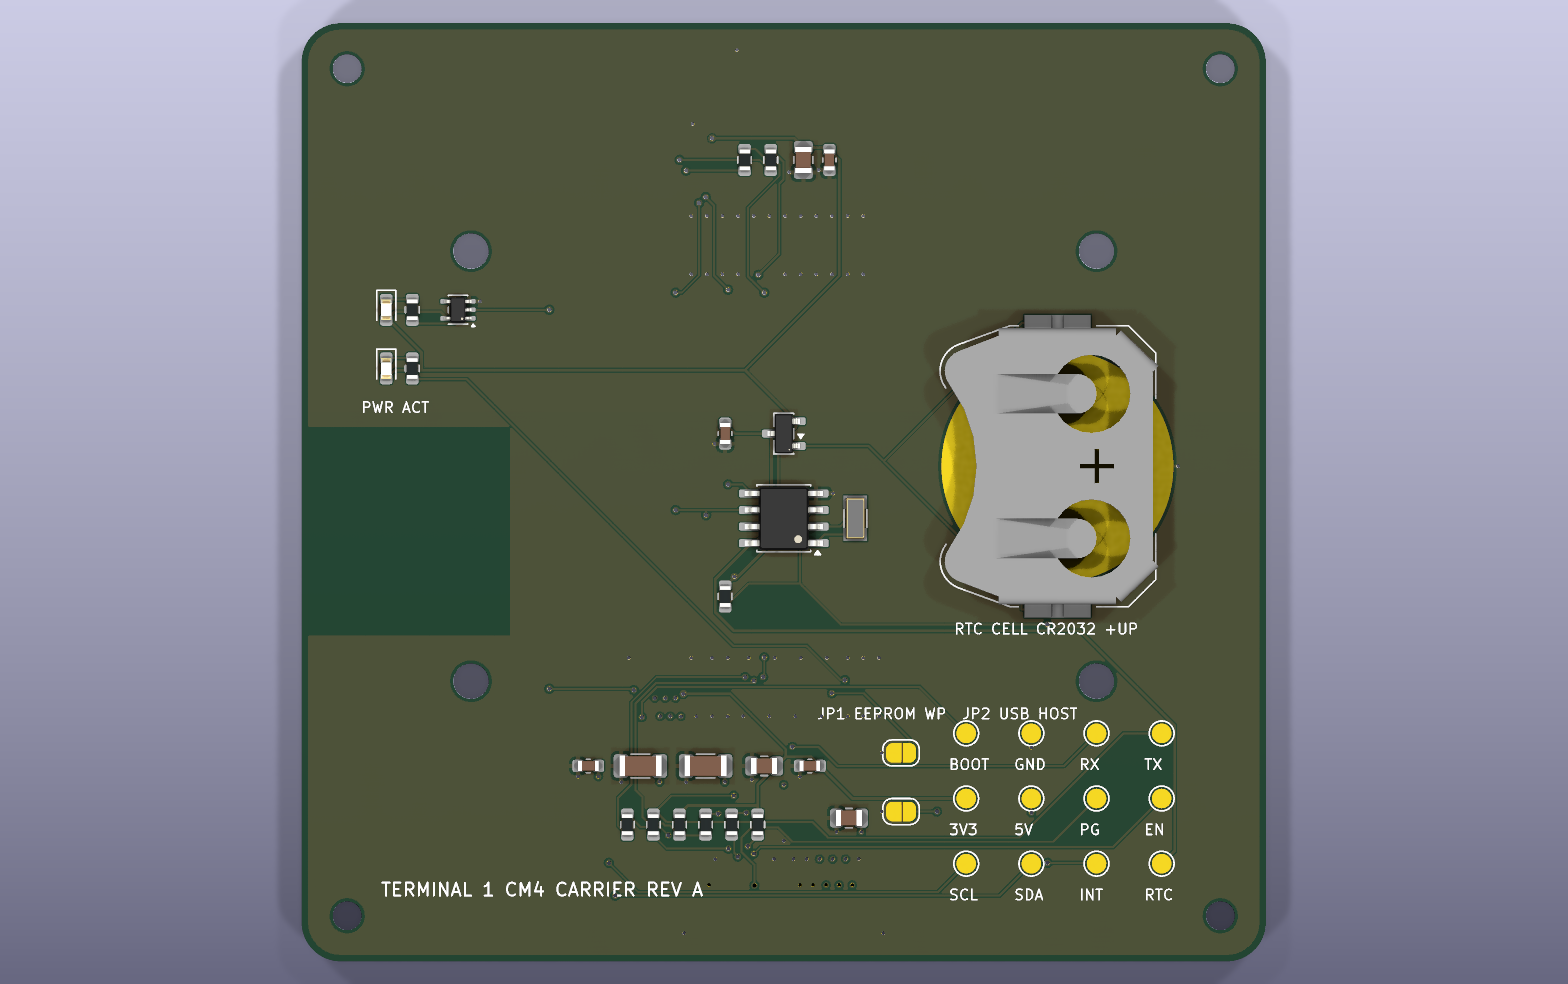 PWR ACT
RTC CELL CR2032 +UP
JP1 EEPROM WP JP2 USB HOST
BOOT GND RX TX
3V3 5V PG EN
TERMINAL 1 CM4 CARRIER REV A
SCL SDA INT RTC